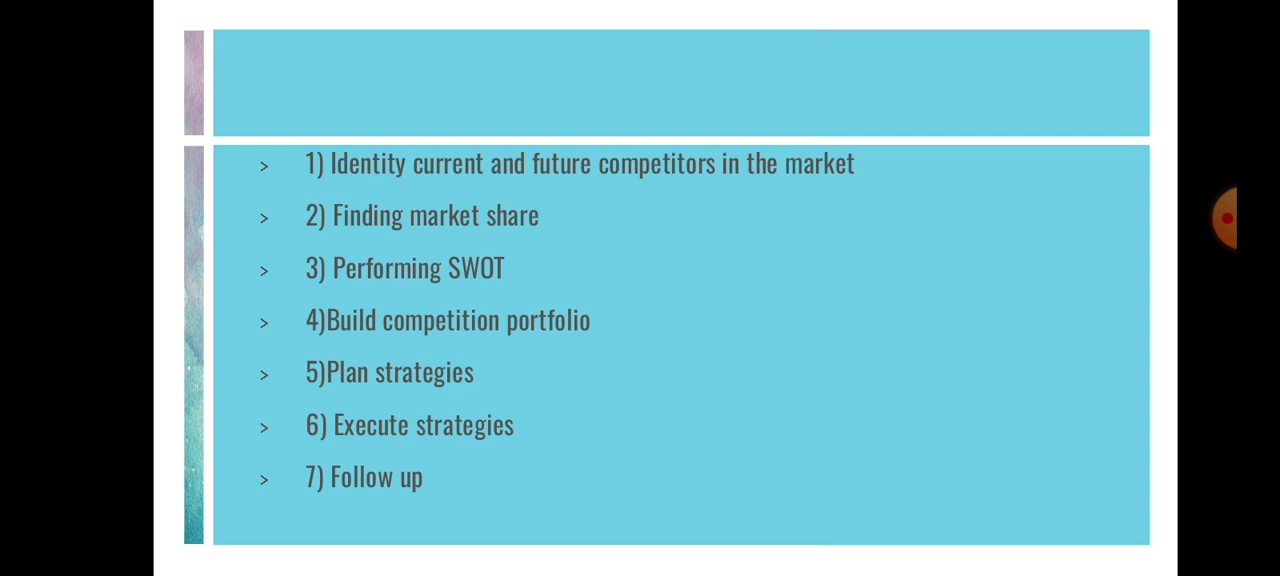 > 1) Identity current and future competitors in the market
> 2) Finding market share
> 3) Performing SWOT
> 4)Build competition portfolio
> 5)Plan strategies
> 6) Execute strategies
> 7) Follow up